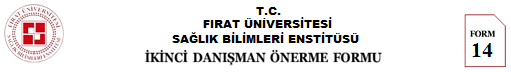 T.C.
FIRAT ÜNİVERSİTESİ
SAĞLIK BİLİMLERİ ENSTİTÜSÜ
İKİNCİ DANIŞMAN ÖNERME FORMU
FORM
14